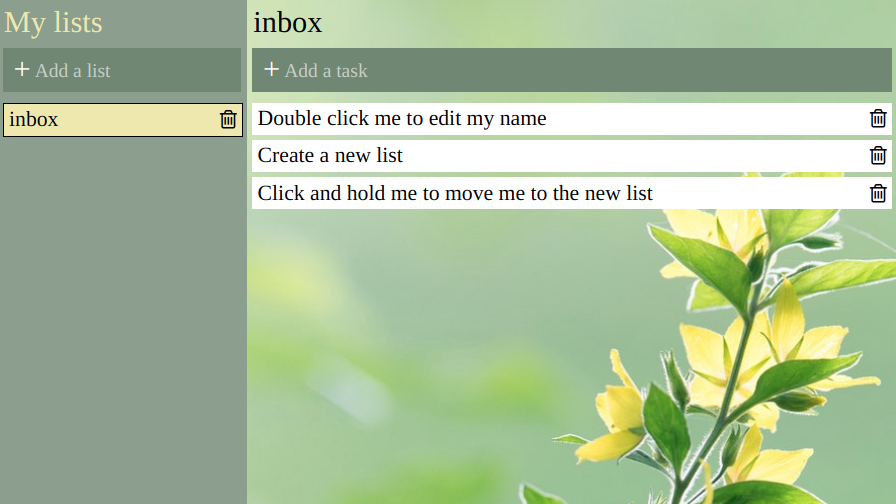 My lists
+ Add a list
inbox
inbox
+ Add a task
Double click me to edit my name
Create a new list
Click and hold me to move me to the new list